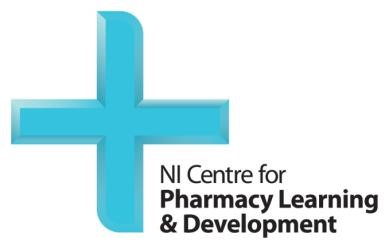 NI Centre for
Pharmacy Learning
& Development